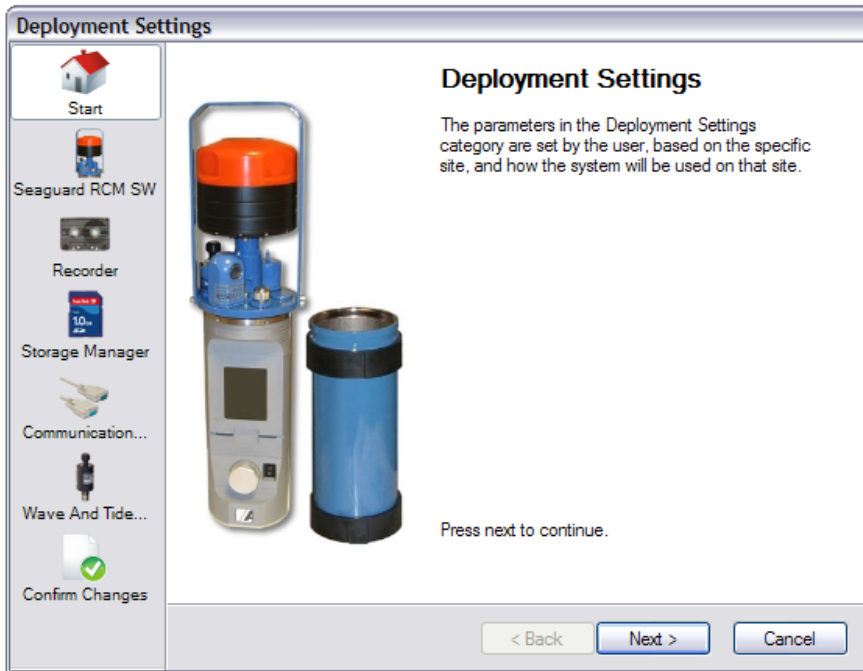 Deployment Settings
Start
Seaguard RCM SW
Recorder
Storage Manager
Communication...
Wave And Tide...
Confirm Changes
Deployment Settings
The parameters in the Deployment Settings
category are set by the user, based on the specific
site, and how the system will be used on that site.
Press next to continue.
< Back
Next >
Cancel